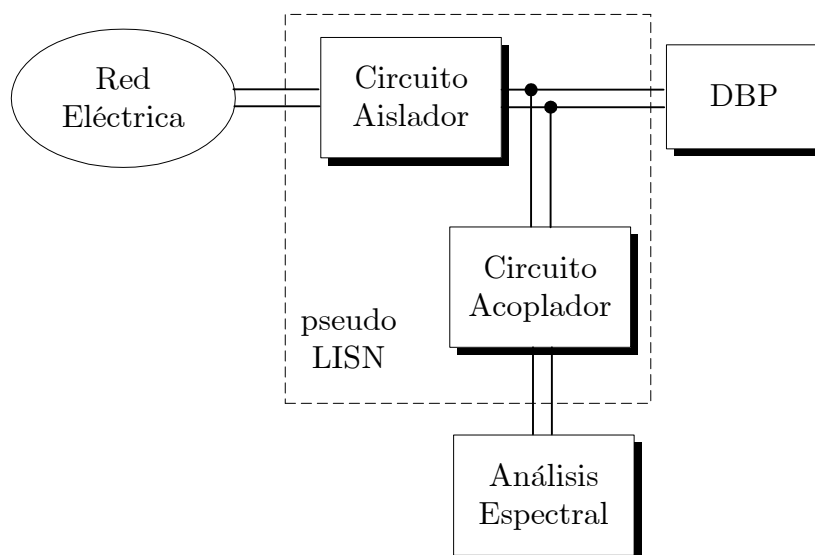 Red
Eléctrica
Circuito
Aislador
DBP
Circuito
Acoplador
pseudo
LISN
Análisis
Espectral